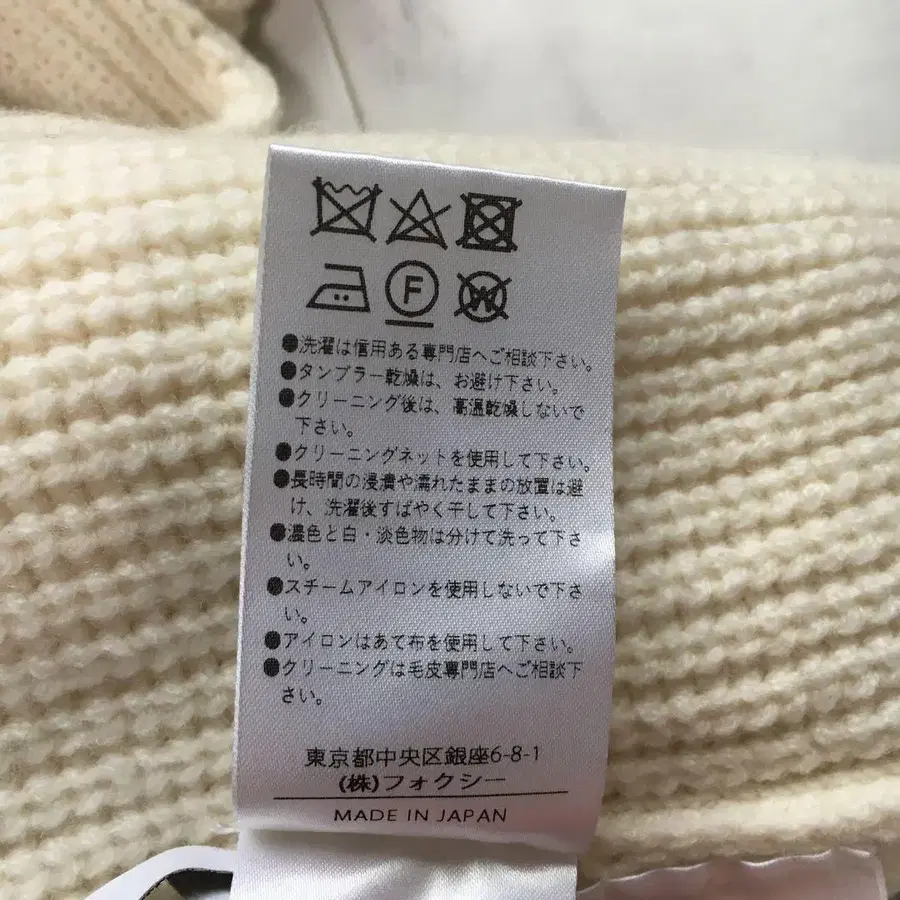 F W
●洗濯は信用ある専門店へご相談下さい。
●タンブラー乾燥は、お避け下さい。
●クリーニング後は、高温乾燥しないで
下さい。
●クリーニングネットを使用して下さい。
●長時間の浸漬や濡れたままの放置は避
け、洗濯後すばやく干して下さい。
●濃色と白・淡色物は分けて洗って下さ
い。
●スチームアイロンを使用しないで下さ
い。
●アイロンはあて布を使用して下さい。
●クリーニングは毛皮専門店へご相談下
さい。
東京都中央区銀座6-8-1
(株)フォクシー
MADE IN JAPAN